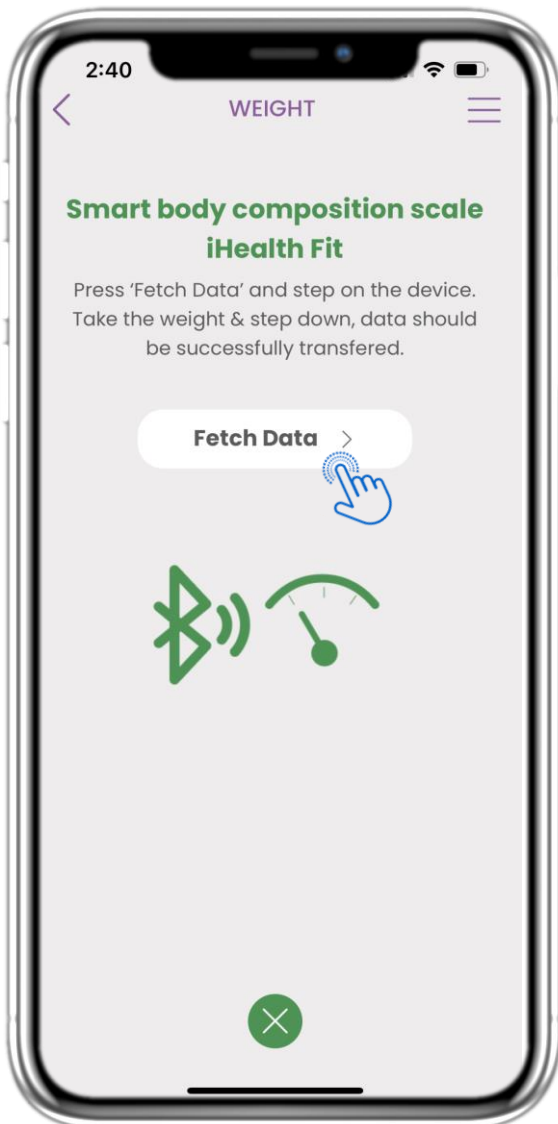 2:40
WEIGHT
Smart body composition scale
iHealth Fit
Press ‘Fetch Data’ and step on the device.
Take the weight & step down, data should
be successfully transfered.
Fetch Data